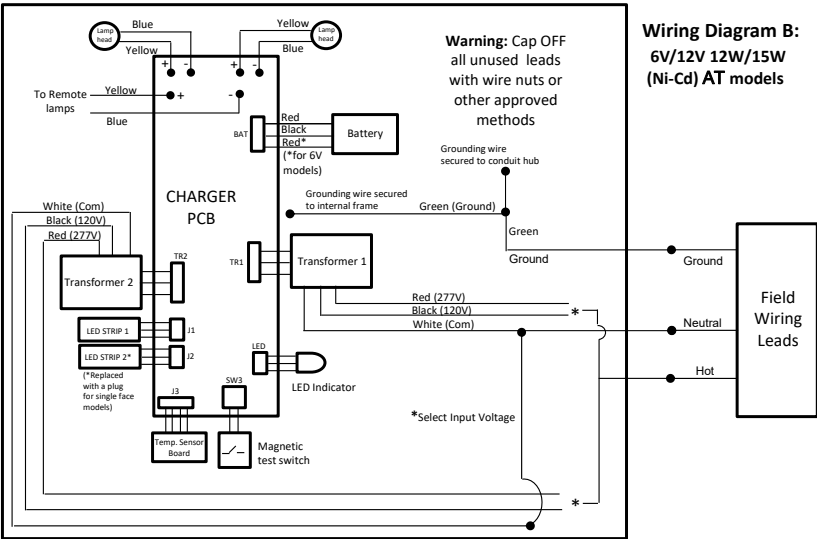 Wiring Diagram B:
6V/12V 12W/15W
(Ni-Cd) AT models
Warning: Cap OFF
all unused leads
with wire nuts or
other approved
methods
Lamp
head
Blue
Yellow
Yellow
Blue
Lamp
head
+ -
+ -
To Remote
lamps
Yellow
Blue
+
-
BAT
Red
Black
Red*
(*for 6V
models)
Battery
CHARGER
PCB
Grounding wire
secured to conduit hub
Grounding wire secured
to internal frame
Green (Ground)
Green
Ground
Ground
White (Com)
Black (120V)
Red (277V)
Transformer 2
TR2
TR1
Transformer 1
Red (277V)
Black (120V)
White (Com)
*
Neutral
Hot
Field
Wiring
Leads
LED STRIP 1
J1
LED STRIP 2*
J2
(*Replaced
with a plug
for single face
models)
LED
LED Indicator
J3
SW3
Temp. Sensor
Board
Magnetic
test switch
*Select Input Voltage
*